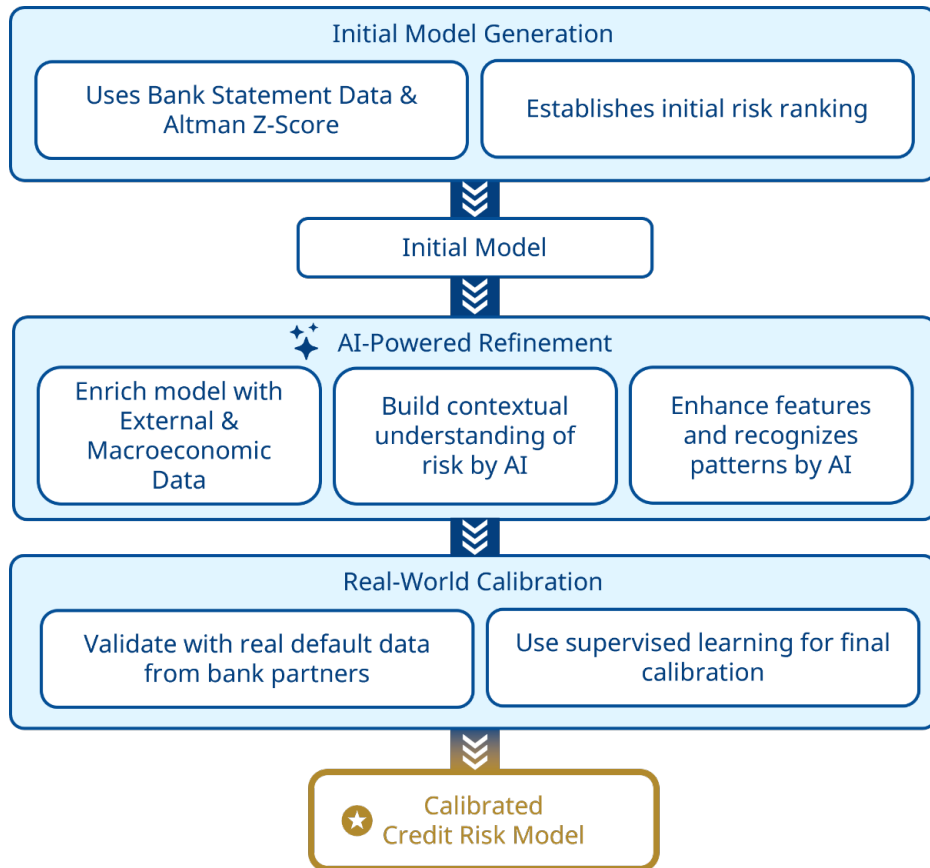 Initial Model Generation
Uses Bank Statement Data &
Altman Z-Score
Establishes initial risk ranking
Initial Model
AI-Powered Refinement
Enrich model with
External &
Macroeconomic
Data
Build contextual
understanding of
risk by AI
Enhance features
and recognizes
patterns by AI
Real-World Calibration
Validate with real default data
from bank partners
Use supervised learning for final
calibration
Calibrated
Credit Risk Model